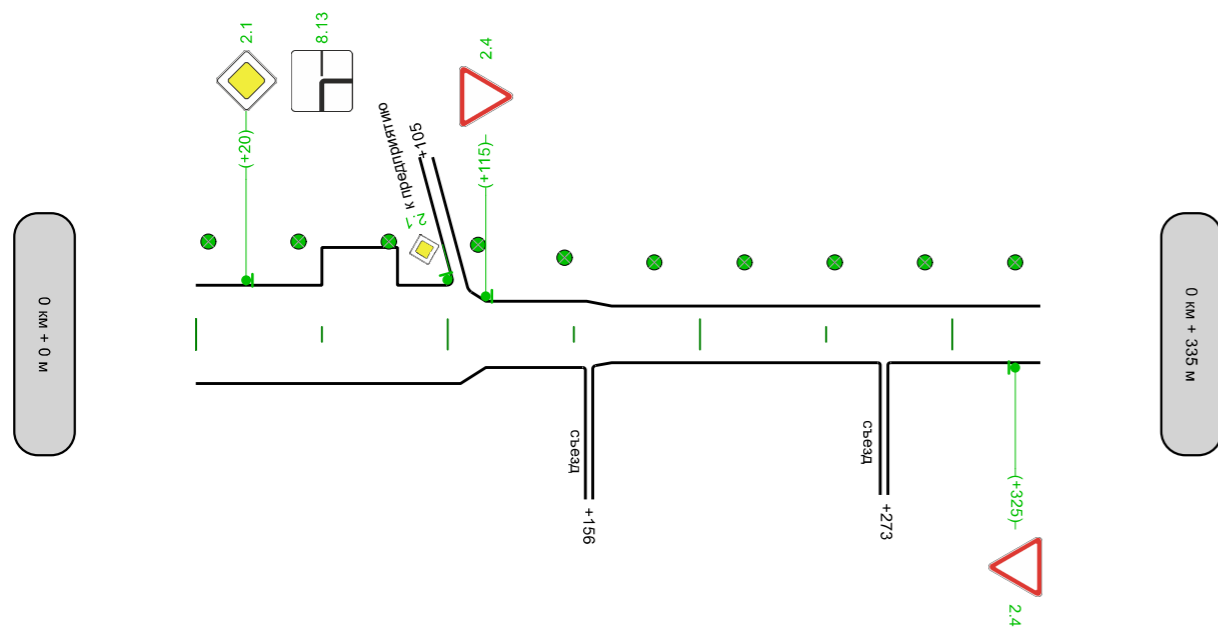 2.1
8.13
2.4
(+20)
к предприятию
+105
(+115)
2.1
0 км + 0 м
0 км + 335 м
съезд
+156
съезд
+273
(+325)
2.4